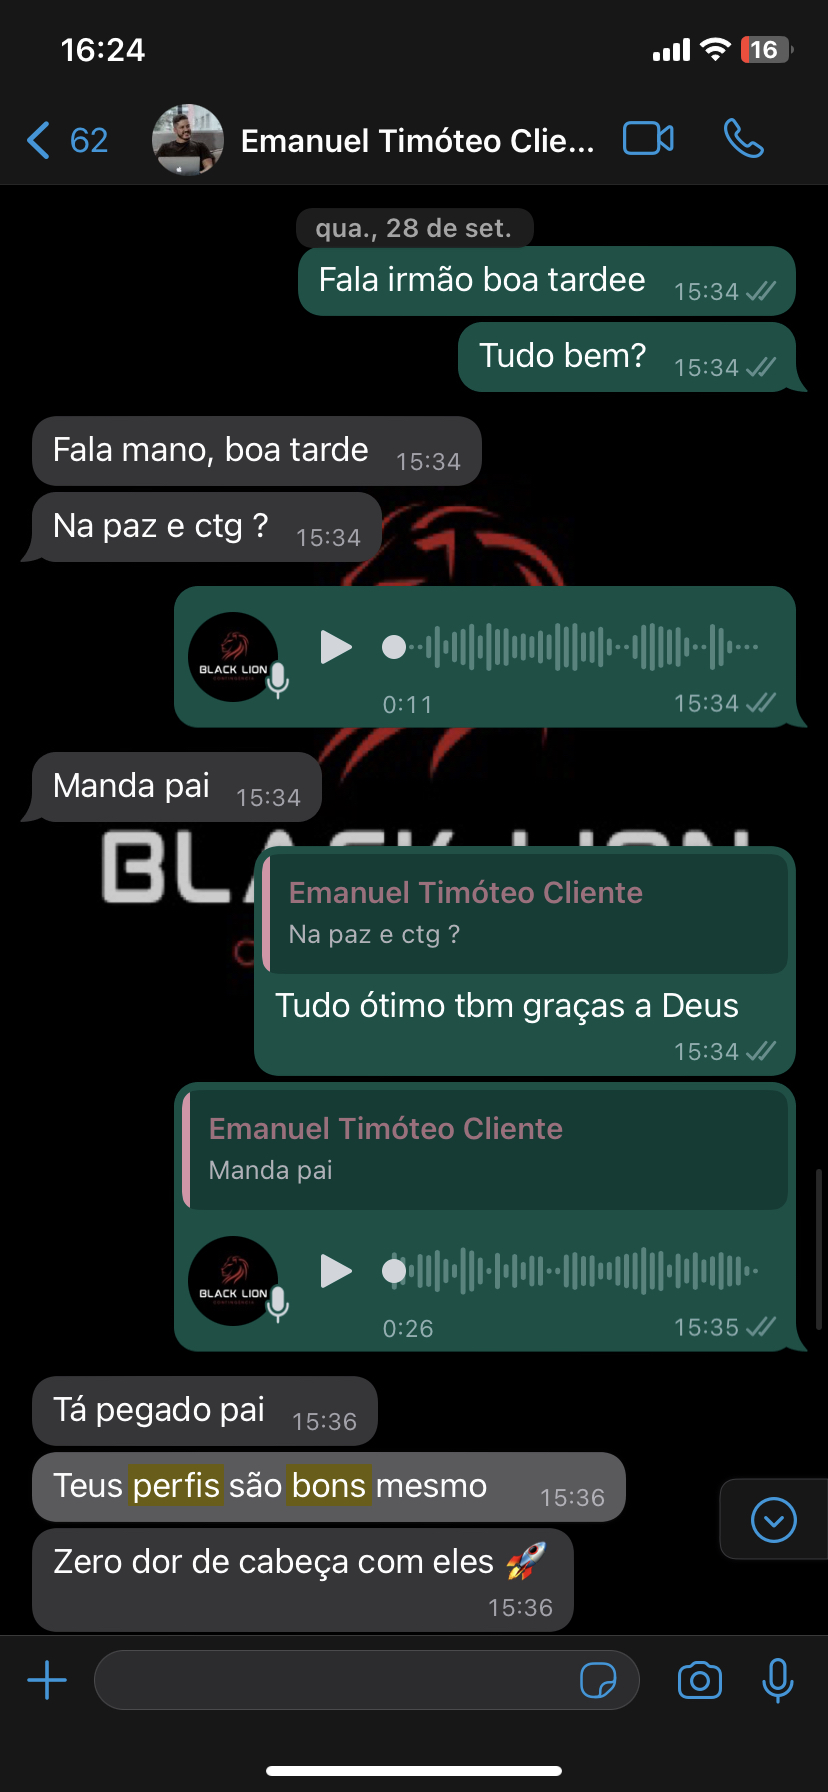 16:24
16
62
Emanuel Timóteo Clie...
qua., 28 de set.
Fala irmão boa tardee 15:34
Tudo bem? 15:34
Fala mano, boa tarde 15:34
Na paz e ctg ? 15:34
BLACK LION
0:11 15:34
Manda pai 15:34
BLACK LION
Emanuel Timóteo Cliente
Na paz e ctg ?
Tudo ótimo tbm graças a Deus
15:34
Emanuel Timóteo Cliente
Manda pai
BLACK LION
0:26 15:35
Tá pegado pai 15:36
Teus perfis são bons mesmo 15:36
Zero dor de cabeça com eles 🚀
15:36